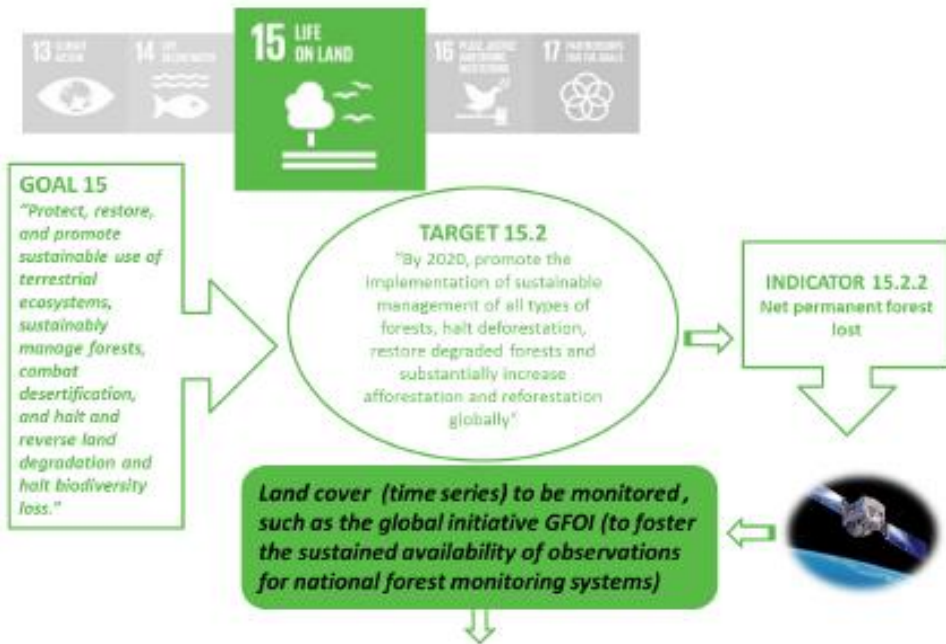 13 CLIMATE
ACTION
14 LIFE
BELOW WATER
15 LIFE
ON LAND
16 PEACE, JUSTICE
AND STRONG
INSTITUTIONS
17 PARTNERSHIPS
FOR THE GOALS
GOAL 15
"Protect, restore,
and promote
sustainable use of
terrestrial
ecosystems,
sustainably
manage forests,
combat
desertification,
and halt and
reverse land
degradation and
halt biodiversity
loss."
TARGET 15.2
"By 2020, promote the
implementation of sustainable
management of all types of
forests, halt deforestation,
restore degraded forests and
substantially increase
afforestation and reforestation
globally"
INDICATOR 15.2.2
Net permanent forest
lost
Land cover (time series) to be monitored ,
such as the global initiative GFOI (to foster
the sustained availability of observations
for national forest monitoring systems)